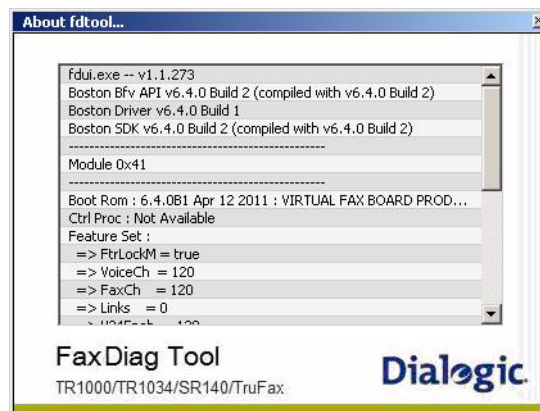 About fdtool...
fdui.exe -- v1.1.273
Boston Bfv API v6.4.0 Build 2 (compiled with v6.4.0 Build 2)
Boston Driver v6.4.0 Build 1
Boston SDK v6.4.0 Build 2 (compiled with v6.4.0 Build 2)
--------------------------------------------------
Module 0x41
--------------------------------------------------
Boot Rom : 6.4.0B1 Apr 12 2011 : VIRTUAL FAX BOARD PROD...
Ctrl Proc : Not Available
Feature Set :
=> FtrLockM = true
=> VoiceCh = 120
=> FaxCh = 120
=> Links = 0
FaxDiag Tool
TR1000/TR1034/SR140/TruFax
Dialogic.